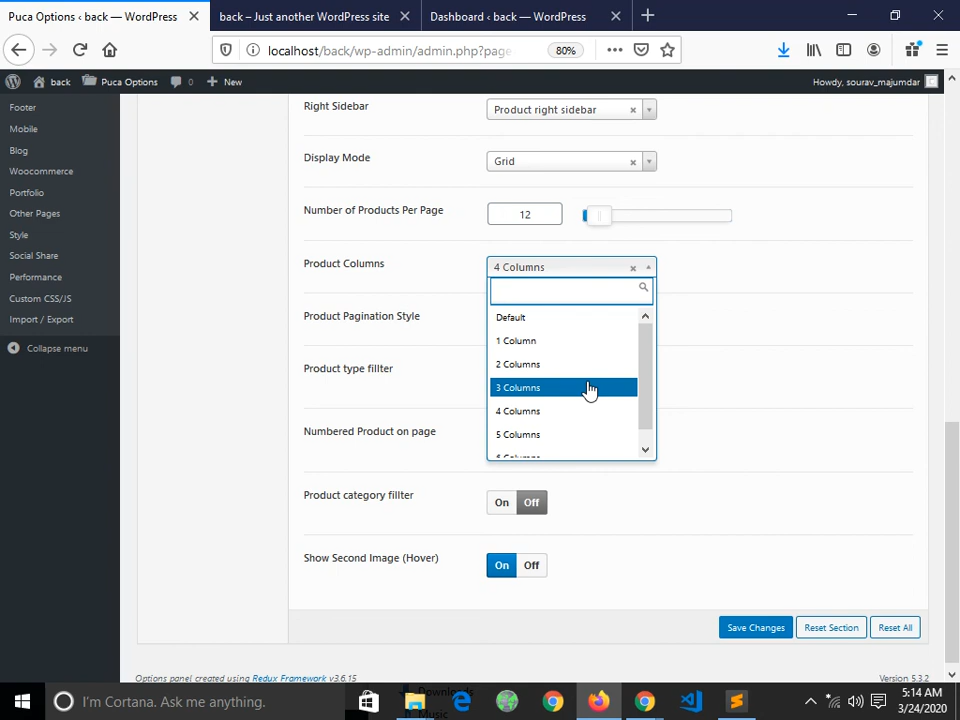 Puca Options ‹ back — WordPress
back – Just another WordPress site
Dashboard ‹ back — WordPress
localhost/back/wp-admin/admin.php?page
80%
back
Puca Options
0
New
Howdy, sourav_majumdar
Footer
Mobile
Blog
Woocommerce
Portfolio
Other Pages
Style
Social Share
Performance
Custom CSS/JS
Import / Export
Collapse menu
Right Sidebar
Product right sidebar
Display Mode
Grid
Number of Products Per Page
12
Product Columns
4 Columns
Default
1 Column
2 Columns
3 Columns
4 Columns
5 Columns
6 Columns
Product Pagination Style
Product type fillter
Numbered Product on page
Product category fillter
On Off
Show Second Image (Hover)
On Off
Save Changes
Reset Section
Reset All
Options panel created using Redux Framework v3.6.15
Version 5.3.2
Downloads
Music
I'm Cortana. Ask me anything.
5:14 AM
3/24/2020